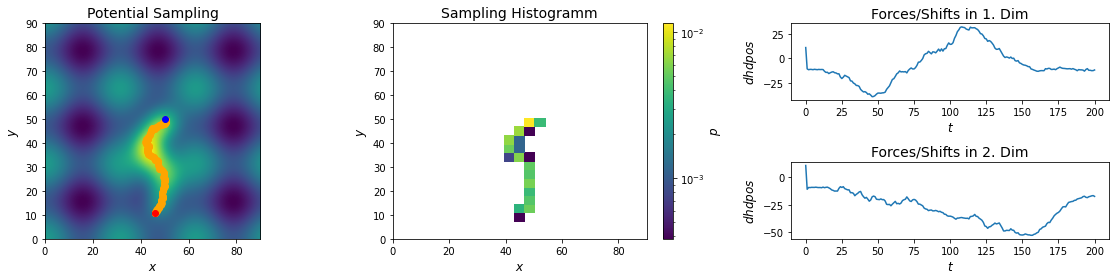 Potential Sampling
90
80
70
60
50
40
30
20
10
0
y
0 20 40 60 80
x
Sampling Histogramm
90
80
70
60
50
40
30
20
10
0
y
0 20 40 60 80
x
10⁻²
10⁻³
p
Forces/Shifts in 1. Dim
25
0
−25
dhdpos
0 25 50 75 100 125 150 175 200
t
Forces/Shifts in 2. Dim
0
−25
−50
dhdpos
0 25 50 75 100 125 150 175 200
t